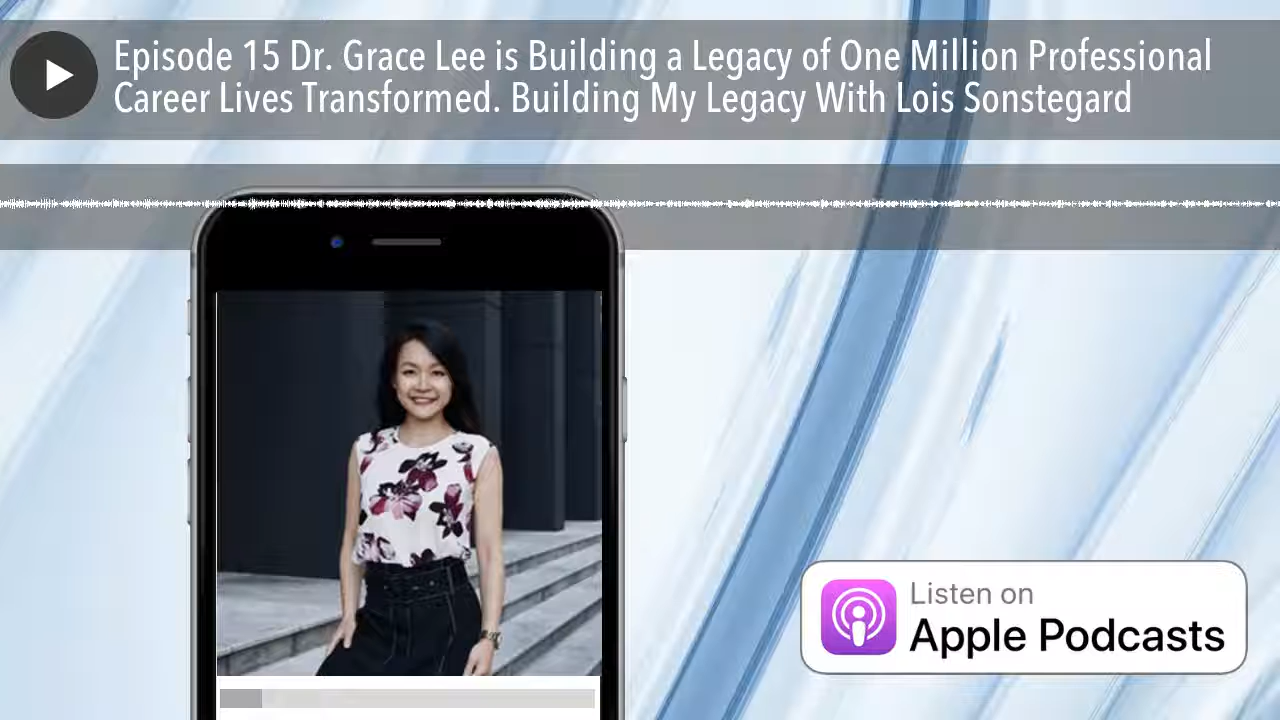 Episode 15 Dr. Grace Lee is Building a Legacy of One Million Professional
Career Lives Transformed. Building My Legacy With Lois Sonstegard
Listen on
Apple Podcasts